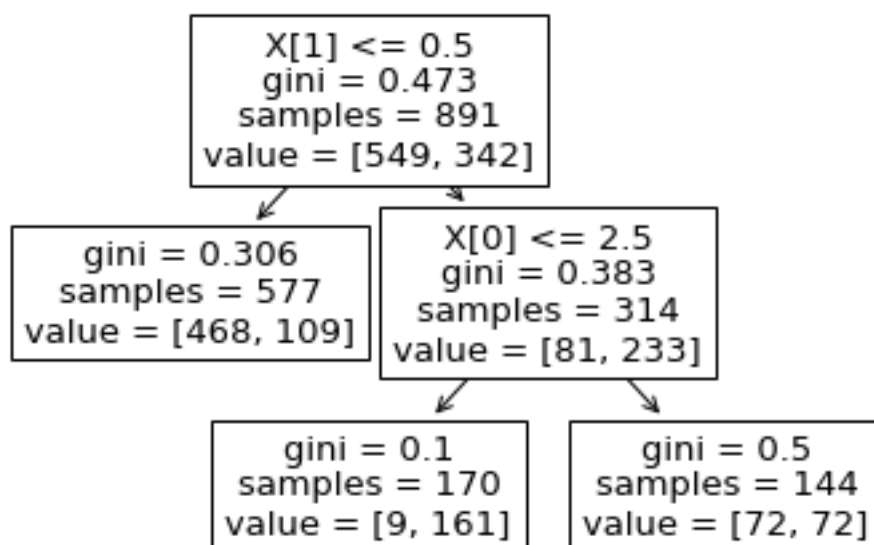 X[1] <= 0.5
gini = 0.473
samples = 891
value = [549, 342]
gini = 0.306
samples = 577
value = [468, 109]
X[0] <= 2.5
gini = 0.383
samples = 314
value = [81, 233]
gini = 0.1
samples = 170
value = [9, 161]
gini = 0.5
samples = 144
value = [72, 72]